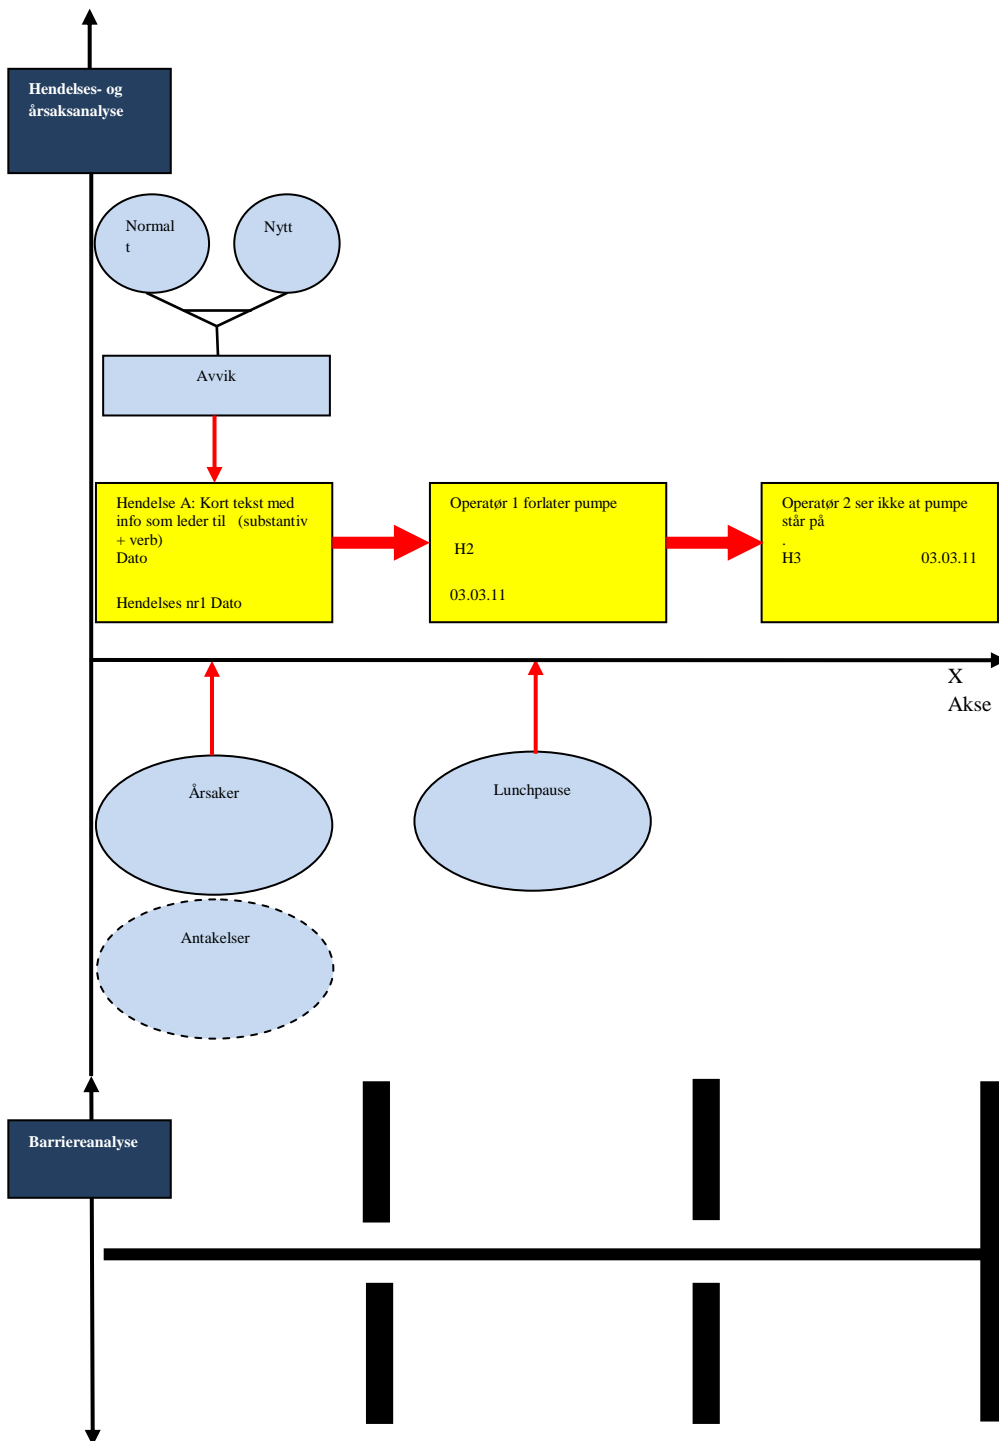 Hendelses- og
årsaksanalyse
Normal
t
Nytt
Avvik
Hendelse A: Kort tekst med
info som leder til (substantiv
+ verb)
Dato
Hendelses nr1 Dato
Operatør 1 forlater pumpe
H2
03.03.11
Operatør 2 ser ikke at pumpe
står på
.
H3 03.03.11
X
Akse
Årsaker
Lunchpause
Antakelser
Barriereanalyse